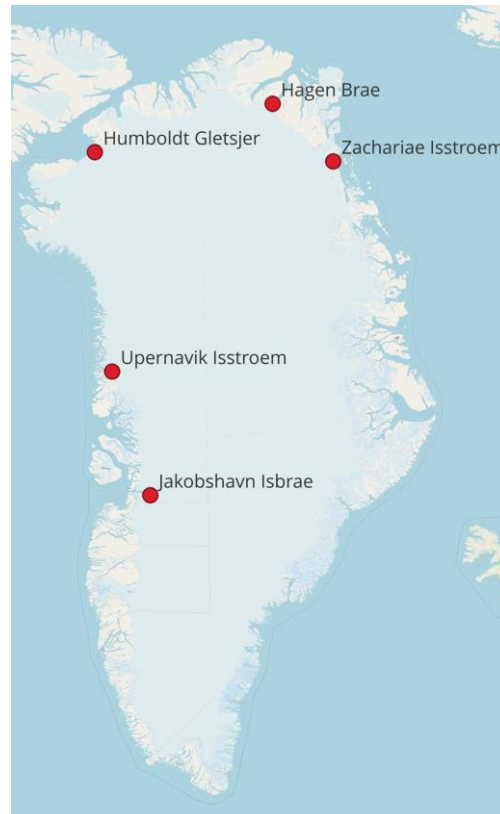 Hagen Brae
Humboldt Gletsjer
Zachariae Isstroem
Upernavik Isstroem
Jakobshavn Isbrae